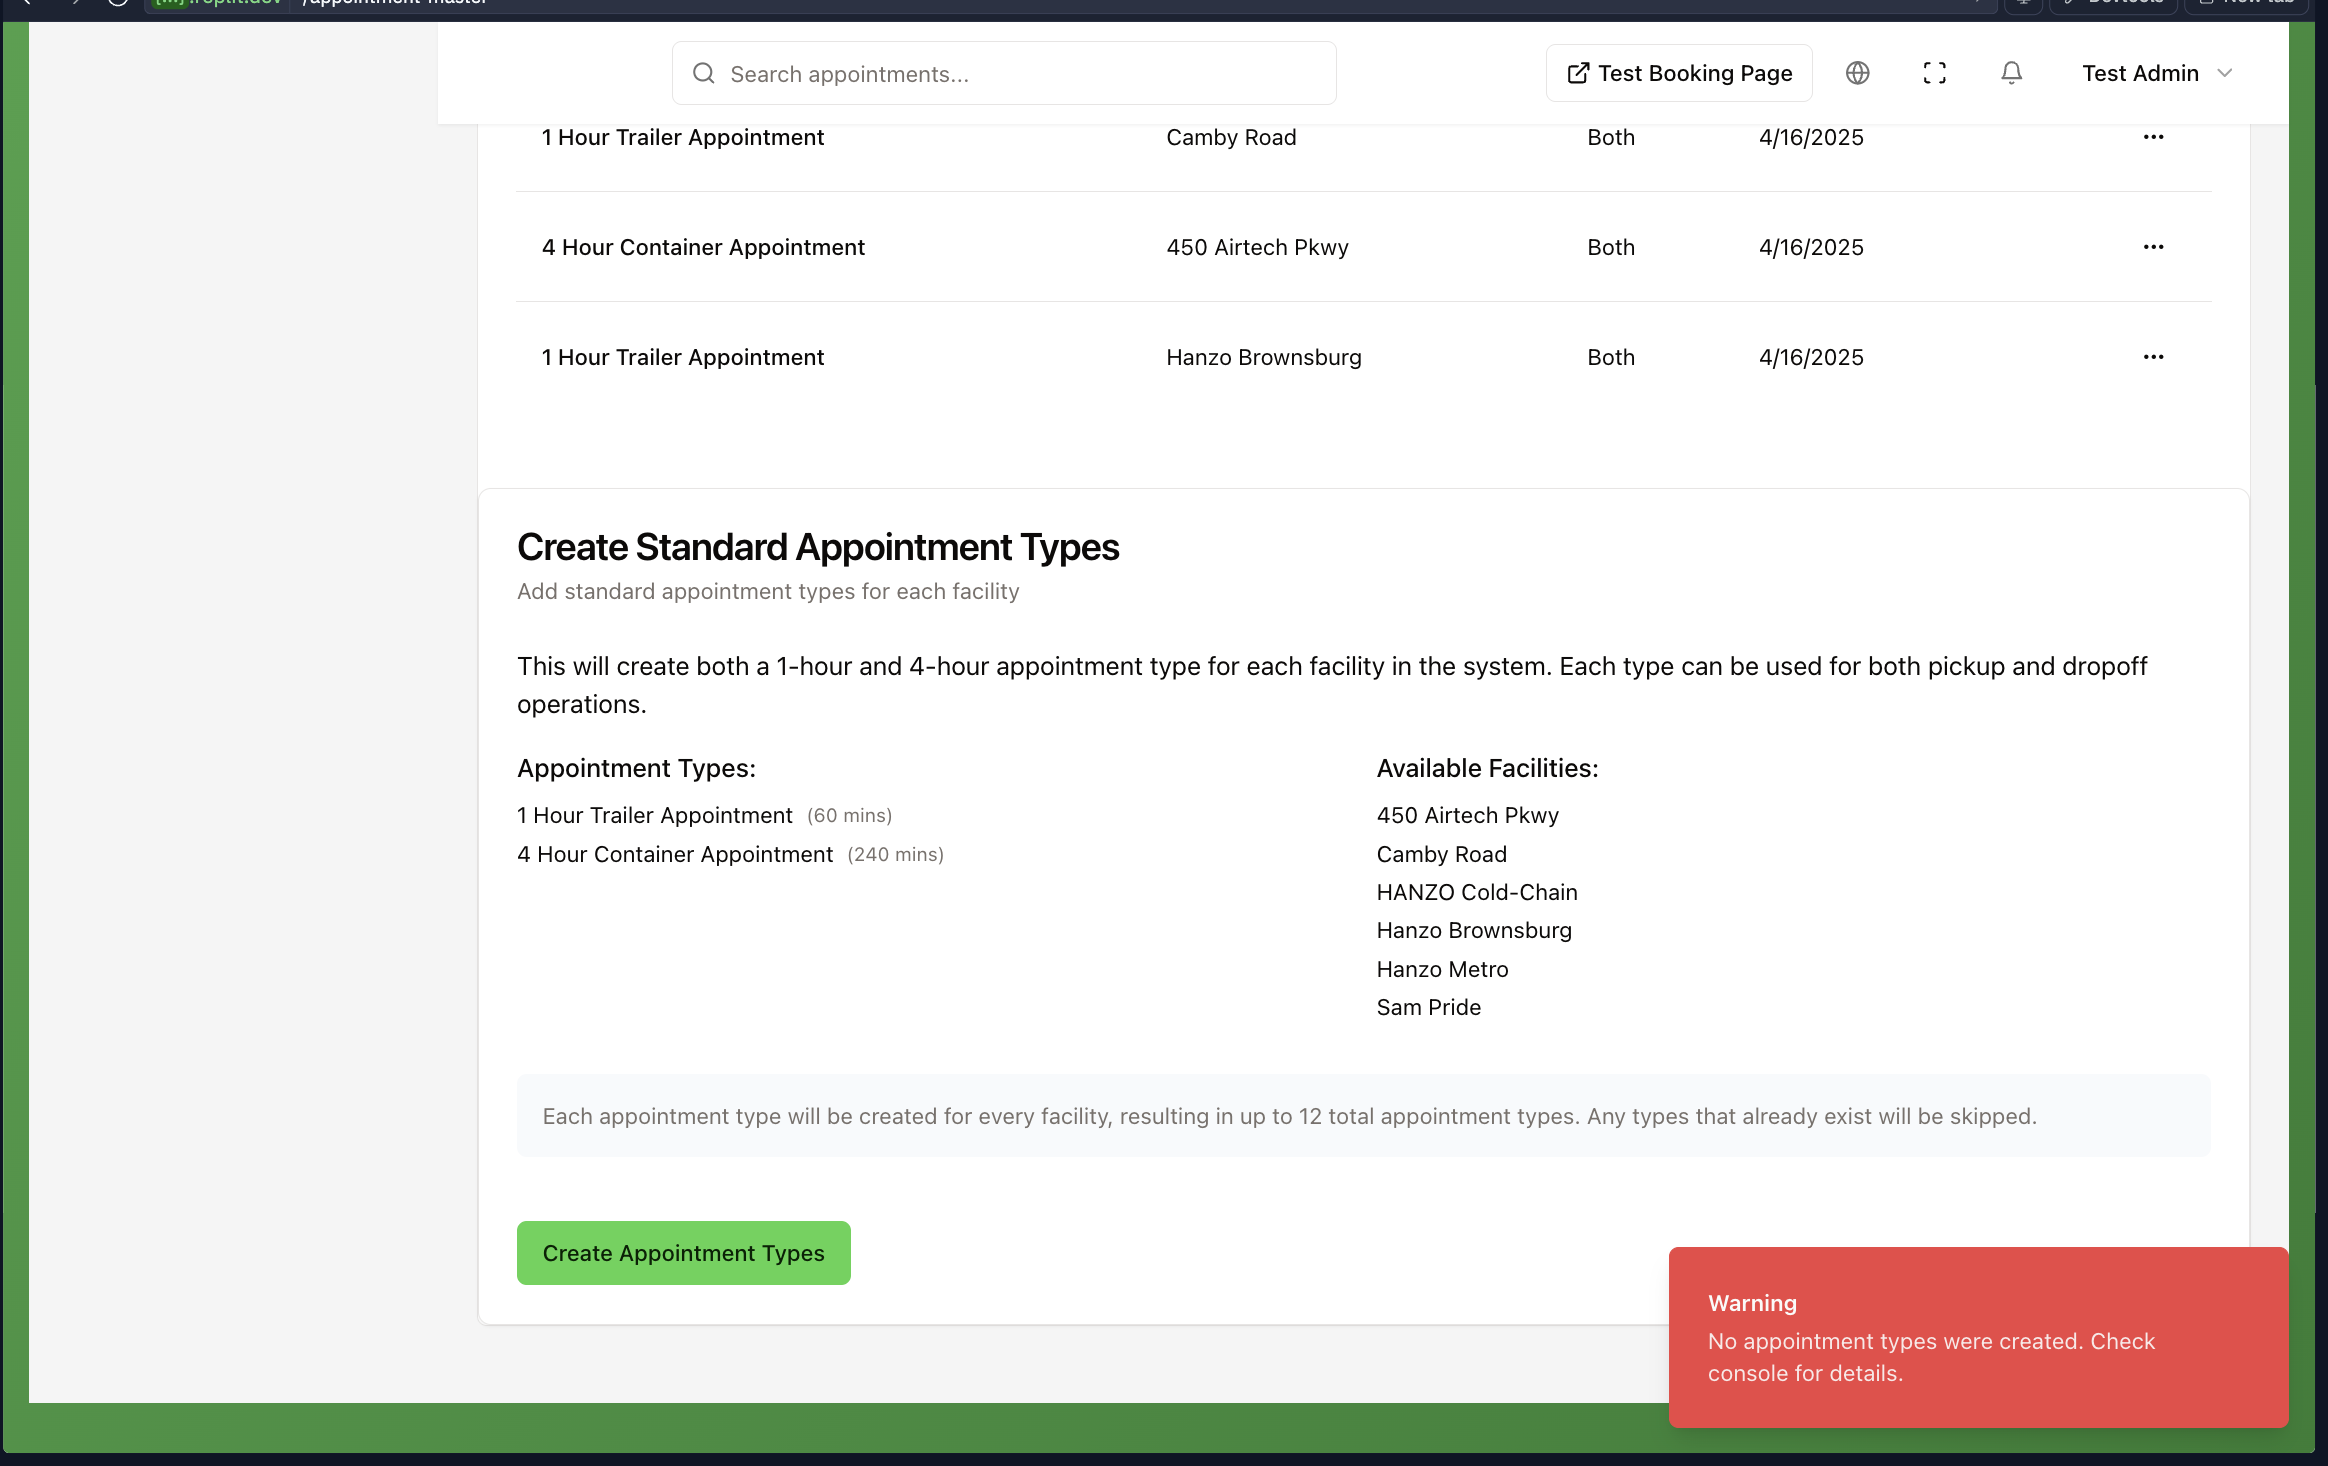 Search appointments...
Test Booking Page
Test Admin
1 Hour Trailer Appointment Camby Road Both 4/16/2025
4 Hour Container Appointment 450 Airtech Pkwy Both 4/16/2025
1 Hour Trailer Appointment Hanzo Brownsburg Both 4/16/2025
Create Standard Appointment Types
Add standard appointment types for each facility
This will create both a 1-hour and 4-hour appointment type for each facility in the system. Each type can be used for both pickup and dropoff
operations.
Appointment Types:
1 Hour Trailer Appointment (60 mins)
4 Hour Container Appointment (240 mins)
Available Facilities:
450 Airtech Pkwy
Camby Road
HANZO Cold-Chain
Hanzo Brownsburg
Hanzo Metro
Sam Pride
Each appointment type will be created for every facility, resulting in up to 12 total appointment types. Any types that already exist will be skipped.
Create Appointment Types
Warning
No appointment types were created. Check
console for details.